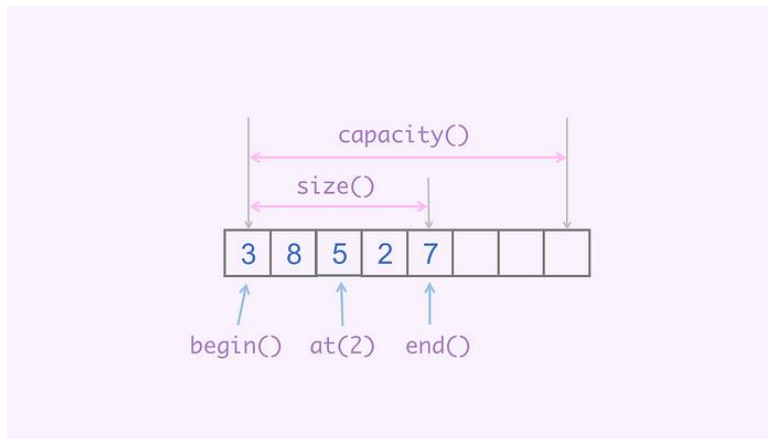 capacity()
size()
3 8 5 2 7
begin() at(2) end()